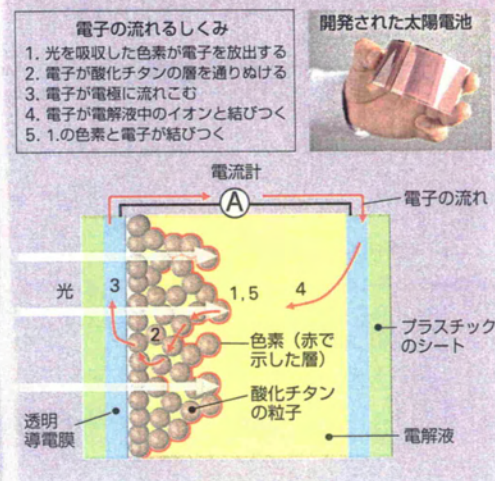 電子の流れるしくみ
1. 光を吸収した色素が電子を放出する
2. 電子が酸化チタンの層を通りぬける
3. 電子が電極に流れこむ
4. 電子が電解液中のイオンと結びつく
5. 1.の色素と電子が結びつく
開発された太陽電池
電流計
A
電子の流れ
光
3
1,5
4
2
色素（赤で
示した層）
プラスチック
のシート
酸化チタン
の粒子
透明
導電膜
電解液